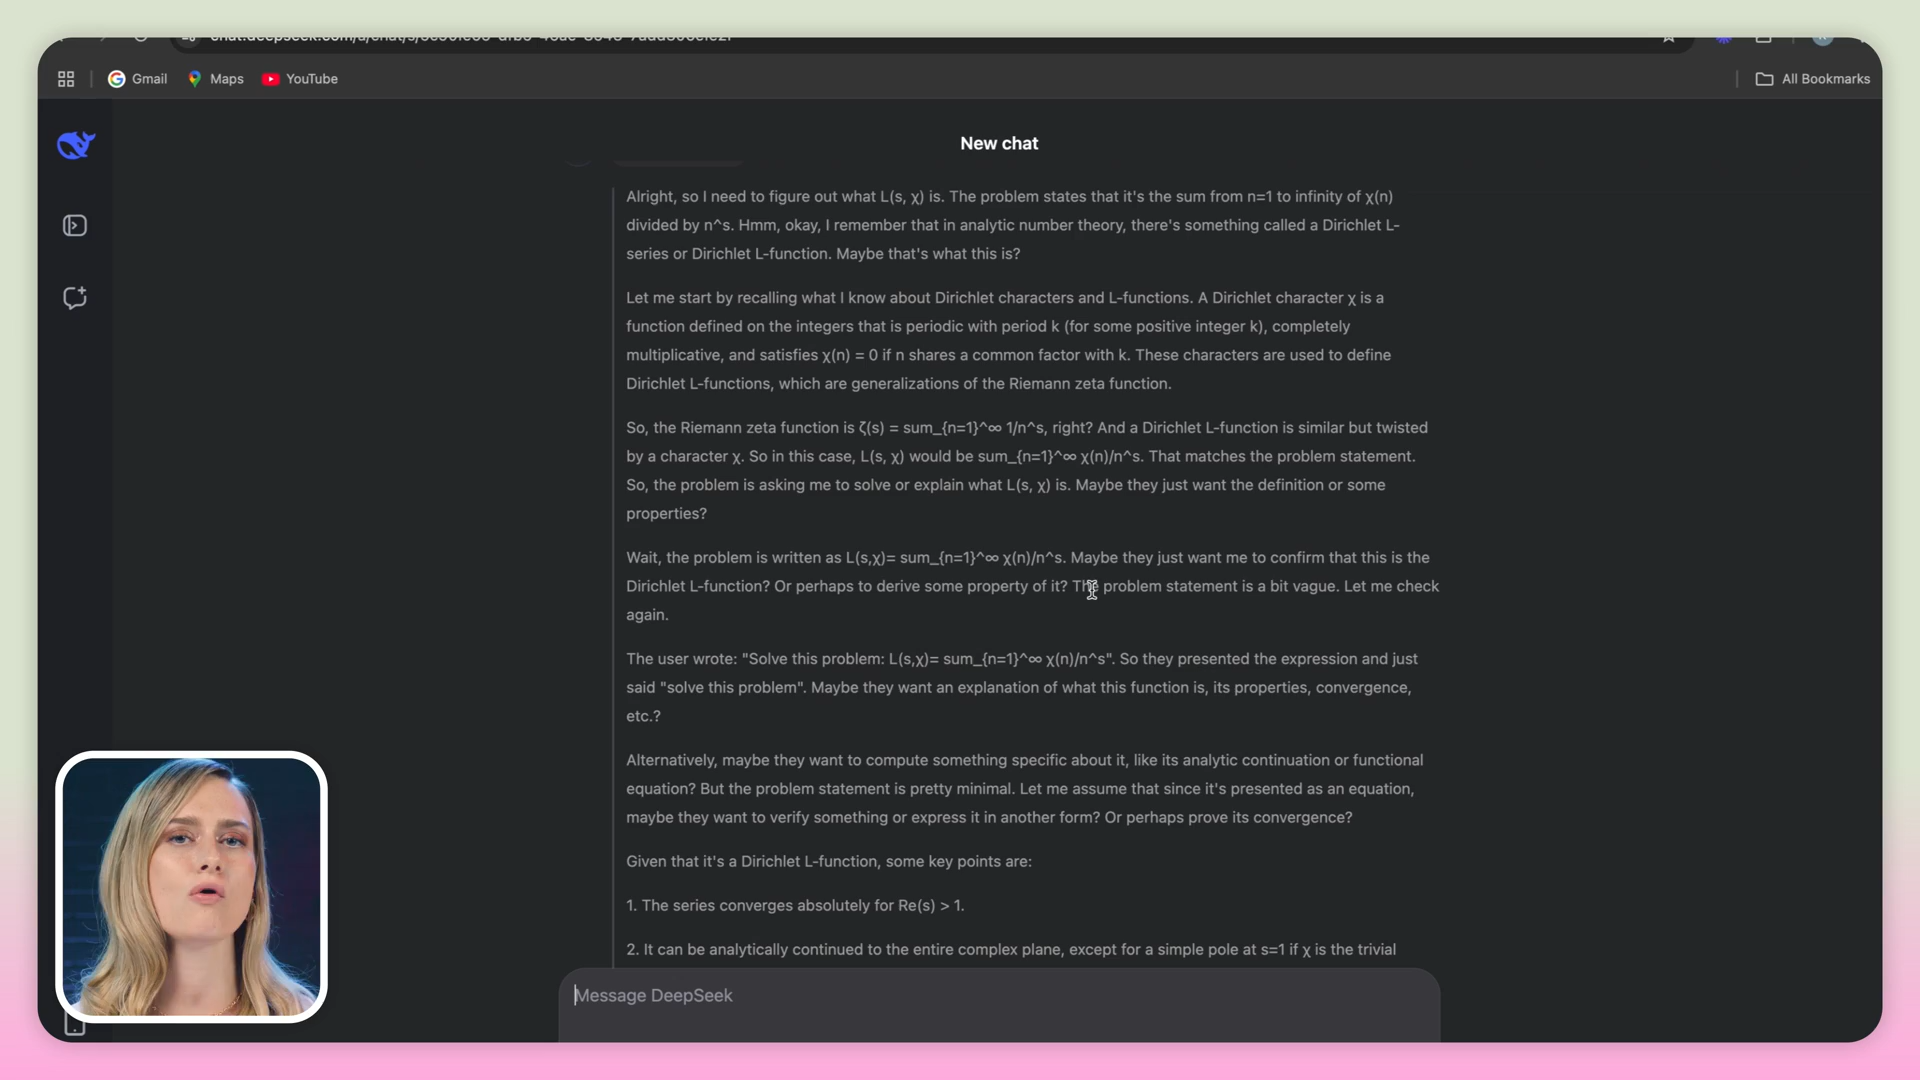 Gmail
Maps
YouTube
All Bookmarks
New chat
Alright, so I need to figure out what L(s, χ) is. The problem states that it's the sum from n=1 to infinity of χ(n)
divided by n^s. Hmm, okay, I remember that in analytic number theory, there's something called a Dirichlet L-
series or Dirichlet L-function. Maybe that's what this is?
Let me start by recalling what I know about Dirichlet characters and L-functions. A Dirichlet character χ is a
function defined on the integers that is periodic with period k (for some positive integer k), completely
multiplicative, and satisfies χ(n) = 0 if n shares a common factor with k. These characters are used to define
Dirichlet L-functions, which are generalizations of the Riemann zeta function.
So, the Riemann zeta function is ζ(s) = sum_{n=1}^∞ 1/n^s, right? And a Dirichlet L-function is similar but twisted
by a character χ. So in this case, L(s, χ) would be sum_{n=1}^∞ χ(n)/n^s. That matches the problem statement.
So, the problem is asking me to solve or explain what L(s, χ) is. Maybe they just want the definition or some
properties?
Wait, the problem is written as L(s,χ)= sum_{n=1}^∞ χ(n)/n^s. Maybe they just want me to confirm that this is the
Dirichlet L-function? Or perhaps to derive some property of it? The problem statement is a bit vague. Let me check
again.
The user wrote: "Solve this problem: L(s,χ)= sum_{n=1}^∞ χ(n)/n^s". So they presented the expression and just
said "solve this problem". Maybe they want an explanation of what this function is, its properties, convergence,
etc.?
Alternatively, maybe they want to compute something specific about it, like its analytic continuation or functional
equation? But the problem statement is pretty minimal. Let me assume that since it's presented as an equation,
maybe they want to verify something or express it in another form? Or perhaps prove its convergence?
Given that it's a Dirichlet L-function, some key points are:
1. The series converges absolutely for Re(s) > 1.
2. It can be analytically continued to the entire complex plane, except for a simple pole at s=1 if χ is the trivial
Message DeepSeek